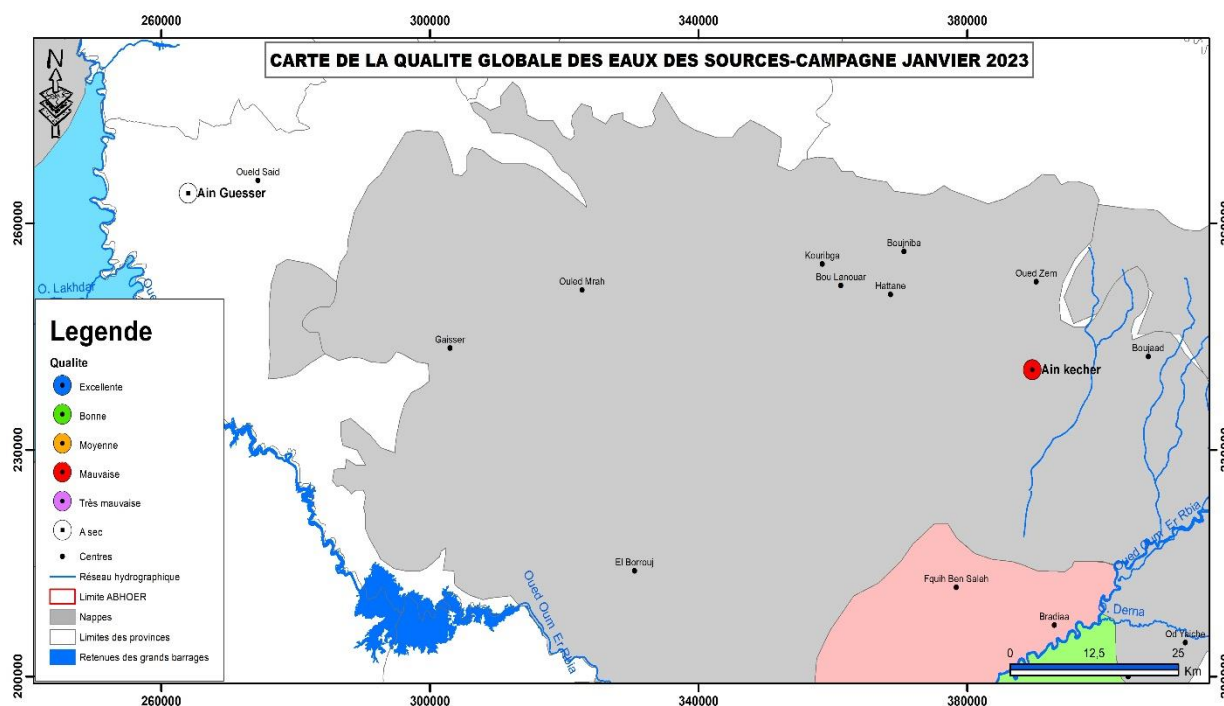 260000 300000 340000 380000
CARTE DE LA QUALITE GLOBALE DES EAUX DES SOURCES-CAMPAGNE JANVIER 2023
N
Oueld Said
Ain Guesser
260000
Boujniba
Kouribga
Bou Lanouar
Oued Zem
Ouled Mrah
Hattane
O. Lakhdar
Gaisser
Boujaad
Ain kecher
Legende
Qualite
Excellente
Bonne
Moyenne
Mauvaise
Très mauvaise
A sec
Centres
Réseau hydrographique
Limite ABHOER
Nappes
Limites des provinces
Retenues des grands barrages
230000
El Borrouj
Oued Oum Er Rbia
Oued Oum Er Rbia
Fquih Ben Salah
Bradiaa
O. Derna
0 12,5 25
Km
200000
260000 300000 340000 380000